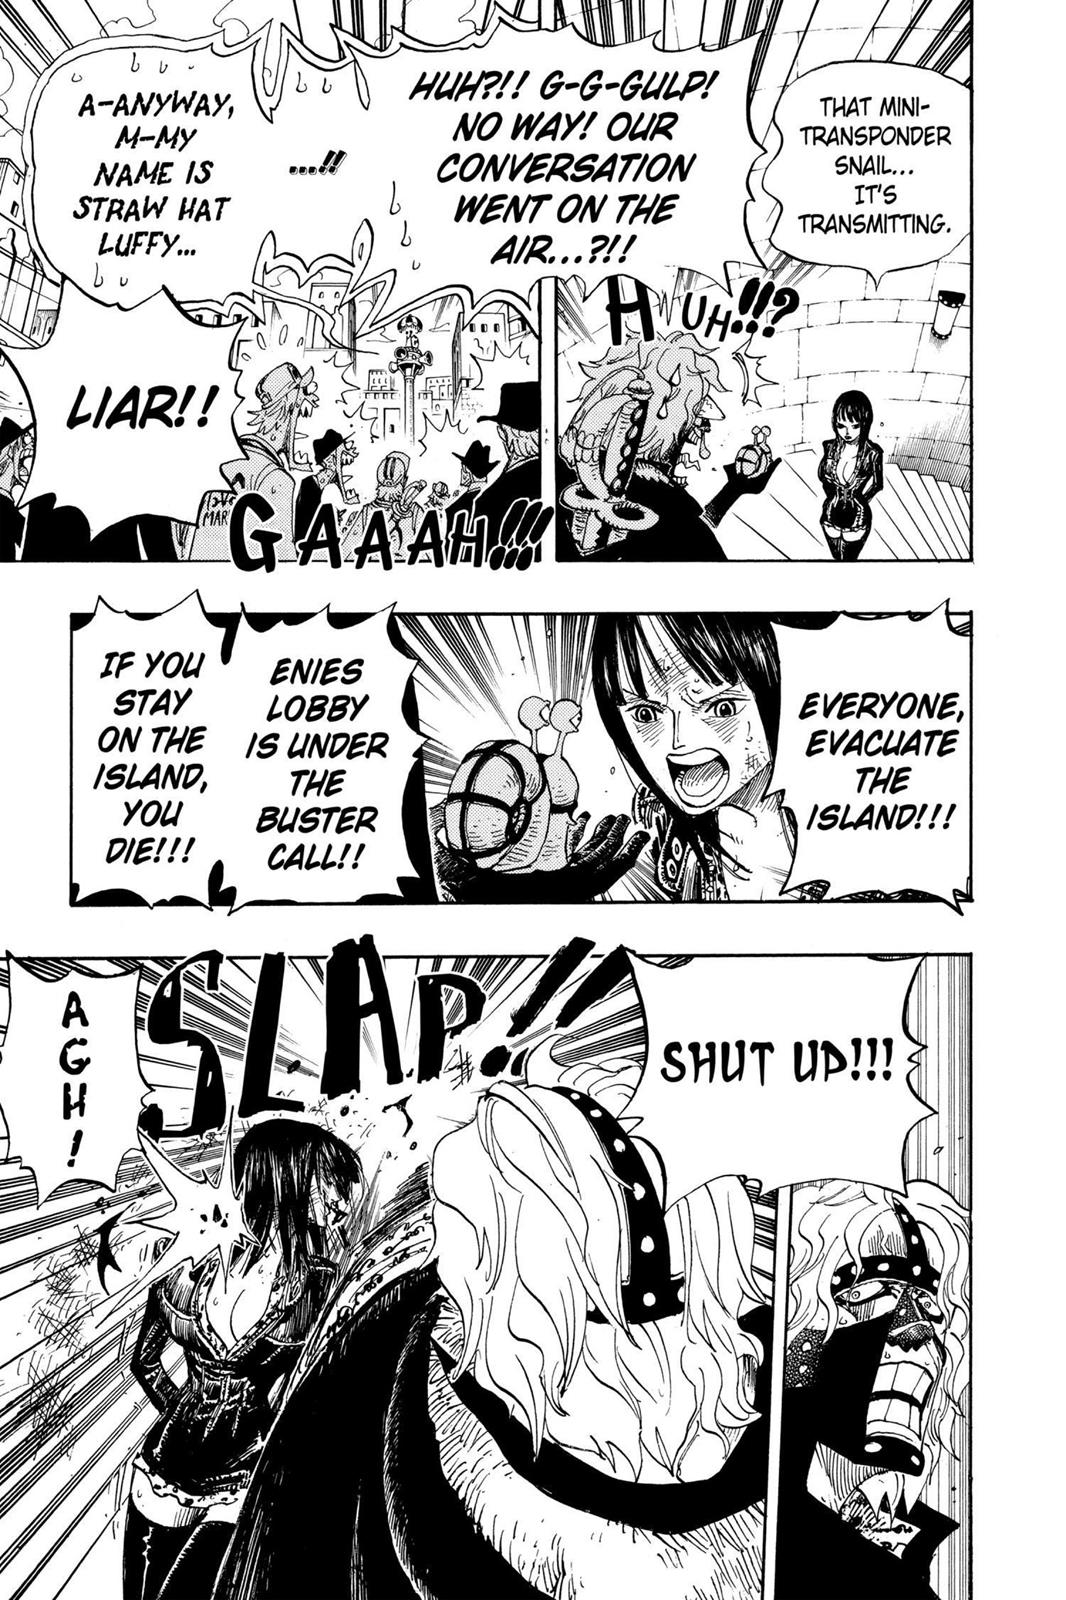 THAT MINI-
TRANSPONDER
SNAIL...
IT'S
TRANSMITTING.
HUH!!!?
HUH?!! G-G-GULP!
NO WAY! OUR
CONVERSATION
WENT ON THE
AIR...?!!
...!!
A-ANYWAY,
M-MY
NAME IS
STRAW HAT
LUFFY...
LIAR!!
GAAAAH!!!
MAR
EVERYONE,
EVACUATE
THE
ISLAND!!!
ENIES
LOBBY
IS UNDER
THE
BUSTER
CALL!!
IF YOU
STAY
ON THE
ISLAND,
YOU
DIE!!!
SHUT UP!!!
SLAP!!
AGH!